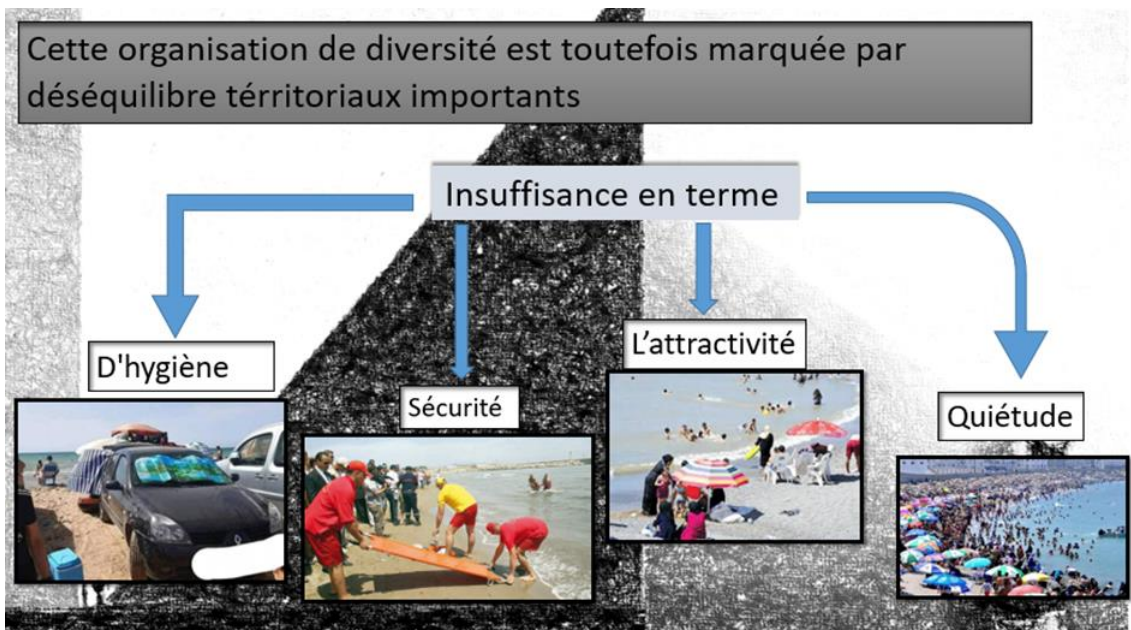 Cette organisation de diversité est toutefois marquée par
déséquilibre térritoriaux importants
Insuffisance en terme
D'hygiène
Sécurité
L’attractivité
Quiétude